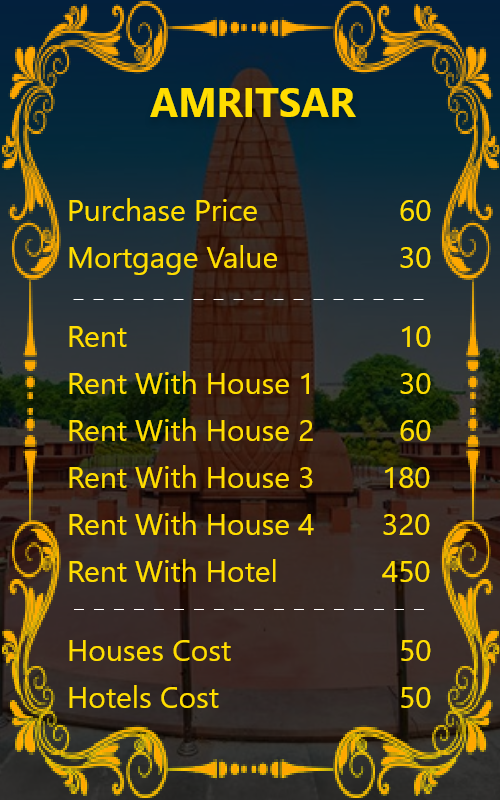 AMRITSAR
Purchase Price 60
Mortgage Value 30
Rent 10
Rent With House 1 30
Rent With House 2 60
Rent With House 3 180
Rent With House 4 320
Rent With Hotel 450
Houses Cost 50
Hotels Cost 50